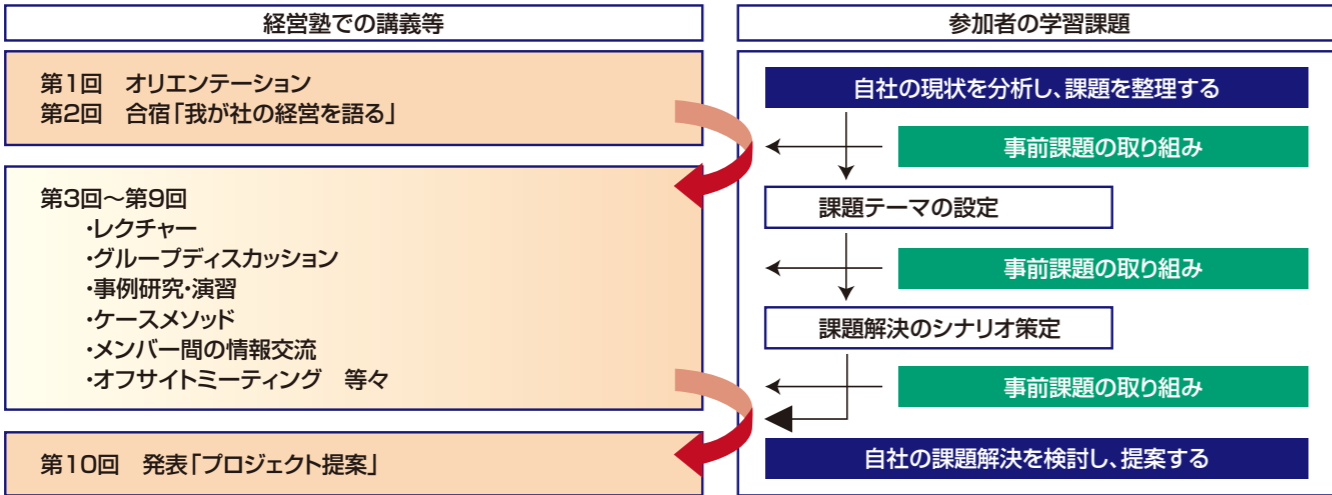 経営塾での講義等
第1回　オリエンテーション
第2回　合宿「我が社の経営を語る」
第3回～第9回
・レクチャー
・グループディスカッション
・事例研究・演習
・ケースメソッド
・メンバー間の情報交流
・オフサイトミーティング　等々
第10回　発表「プロジェクト提案」
参加者の学習課題
自社の現状を分析し、課題を整理する
事前課題の取り組み
課題テーマの設定
事前課題の取り組み
課題解決のシナリオ策定
事前課題の取り組み
自社の課題解決を検討し、提案する